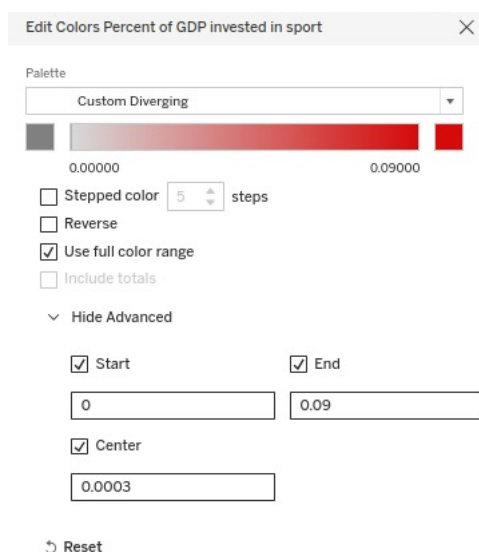 Edit Colors Percent of GDP invested in sport
Palette
Custom Diverging
0.00000 0.09000
Stepped color 5 steps
Reverse
Use full color range
Include totals
Hide Advanced
Start End
0 0.09
Center
0.0003
Reset